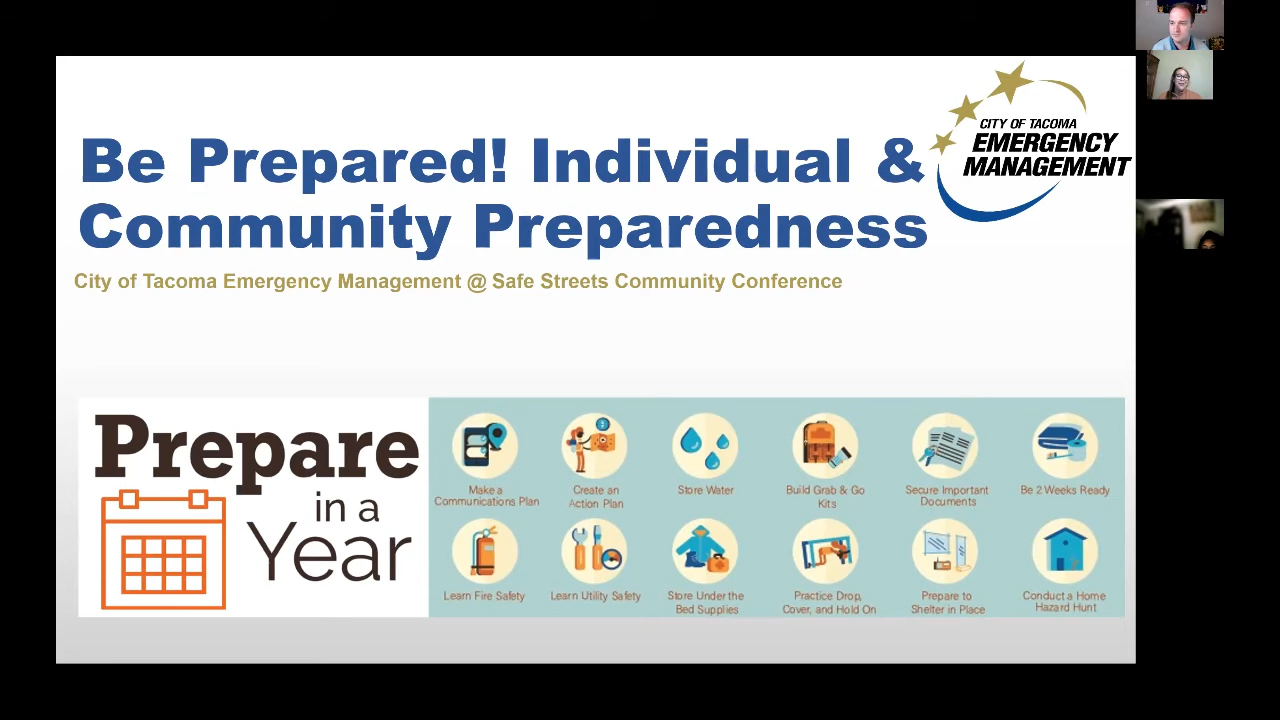 Be Prepared! Individual &
Community Preparedness
CITY OF TACOMA
EMERGENCY
MANAGEMENT
City of Tacoma Emergency Management @ Safe Streets Community Conference
Prepare
in a
Year
Make a
Communications Plan
Create an
Action Plan
Store Water
Build Grab & Go
Kits
Secure Important
Documents
Be 2 Weeks Ready
Learn Fire Safety
Learn Utility Safety
Store Under the
Bed Supplies
Practice Drop,
Cover, and Hold On
Prepare to
Shelter in Place
Conduct a Home
Hazard Hunt